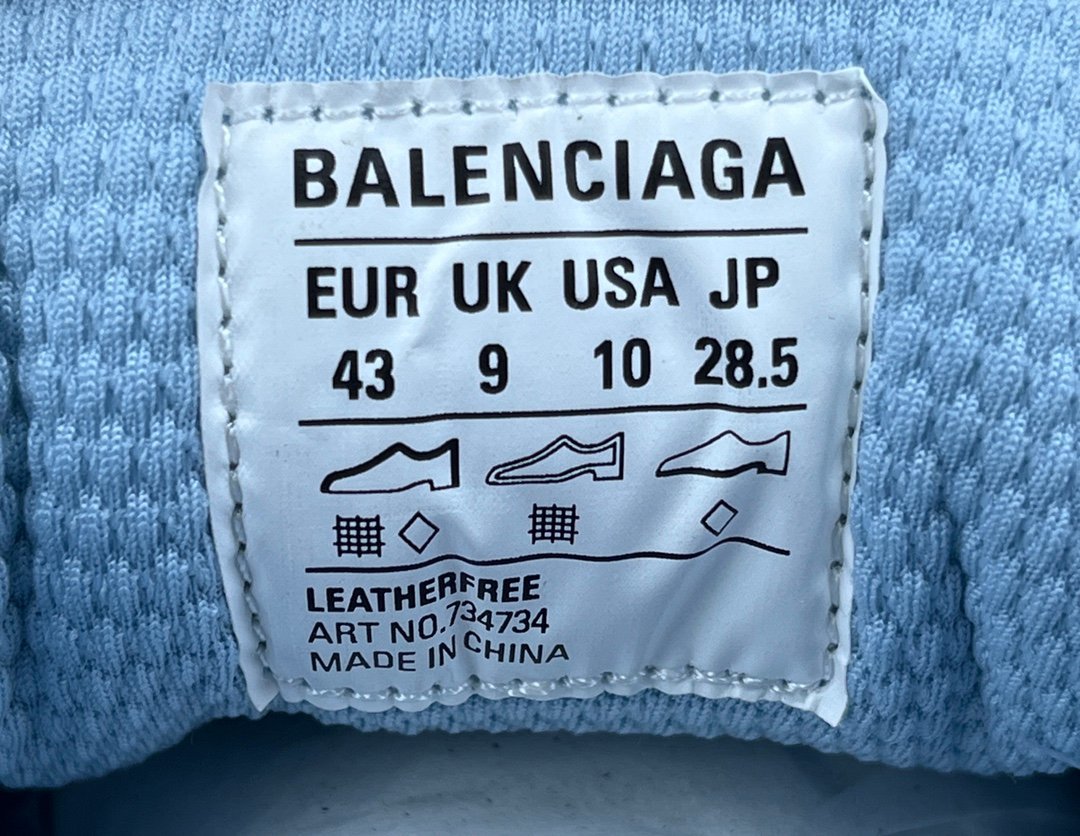 BALENCIAGA
EUR UK USA JP
43 9 10 28.5
LEATHERFREE
ART NO.734734
MADE IN CHINA